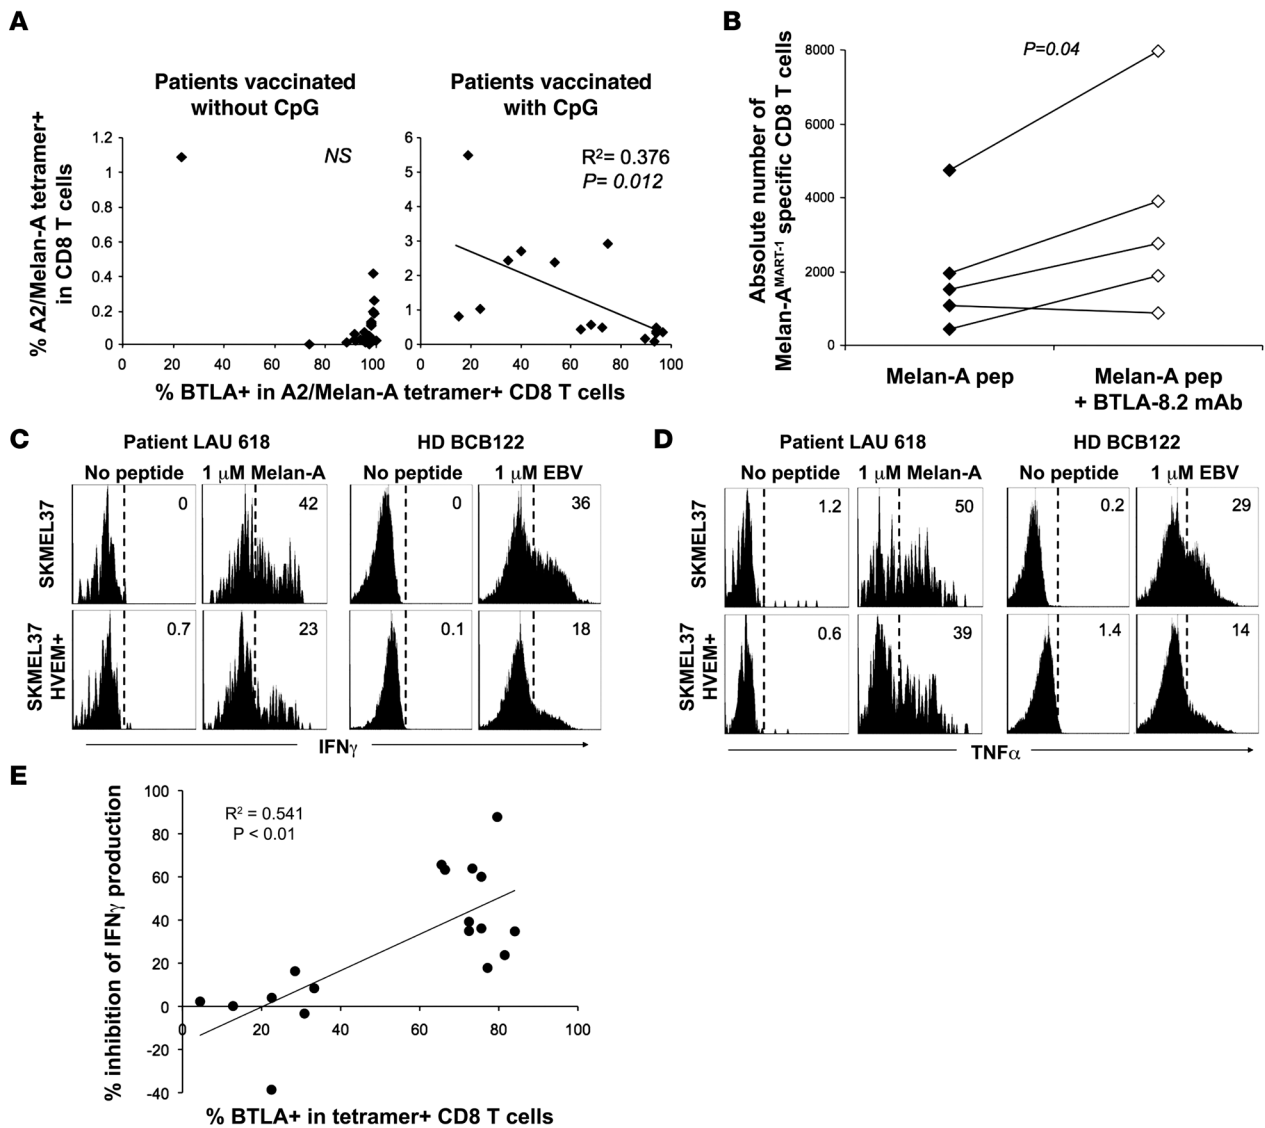 A
Patients vaccinated
without CpG
Patients vaccinated
with CpG
% A2/Melan-A tetramer+
in CD8 T cells
1.2
1
0.8
0.6
0.4
0.2
0
NS
0 20 40 60 80 100
6
5
4
3
2
1
0
R²= 0.376
P= 0.012
0 20 40 60 80 100
% BTLA+ in A2/Melan-A tetramer+ CD8 T cells
B
Absolute number of
Melan-A^MART-1 specific CD8 T cells
8000
6000
4000
2000
0
P=0.04
Melan-A pep
Melan-A pep
+ BTLA-8.2 mAb
C
Patient LAU 618 HD BCB122
No peptide 1 µM Melan-A No peptide 1 µM EBV
SKMEL37
0 42 0 36
SKMEL37
HVEM+
0.7 23 0.1 18
IFNγ
D
Patient LAU 618 HD BCB122
No peptide 1 µM Melan-A No peptide 1 µM EBV
SKMEL37
1.2 50 0.2 29
SKMEL37
HVEM+
0.6 39 1.4 14
TNFα
E
% inhibition of IFNγ production
100
80
60
40
20
0
-20
-40
R² = 0.541
P < 0.01
0 20 40 60 80 100
% BTLA+ in tetramer+ CD8 T cells